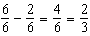 6/6 − 2/6 = 4/6 = 2/3